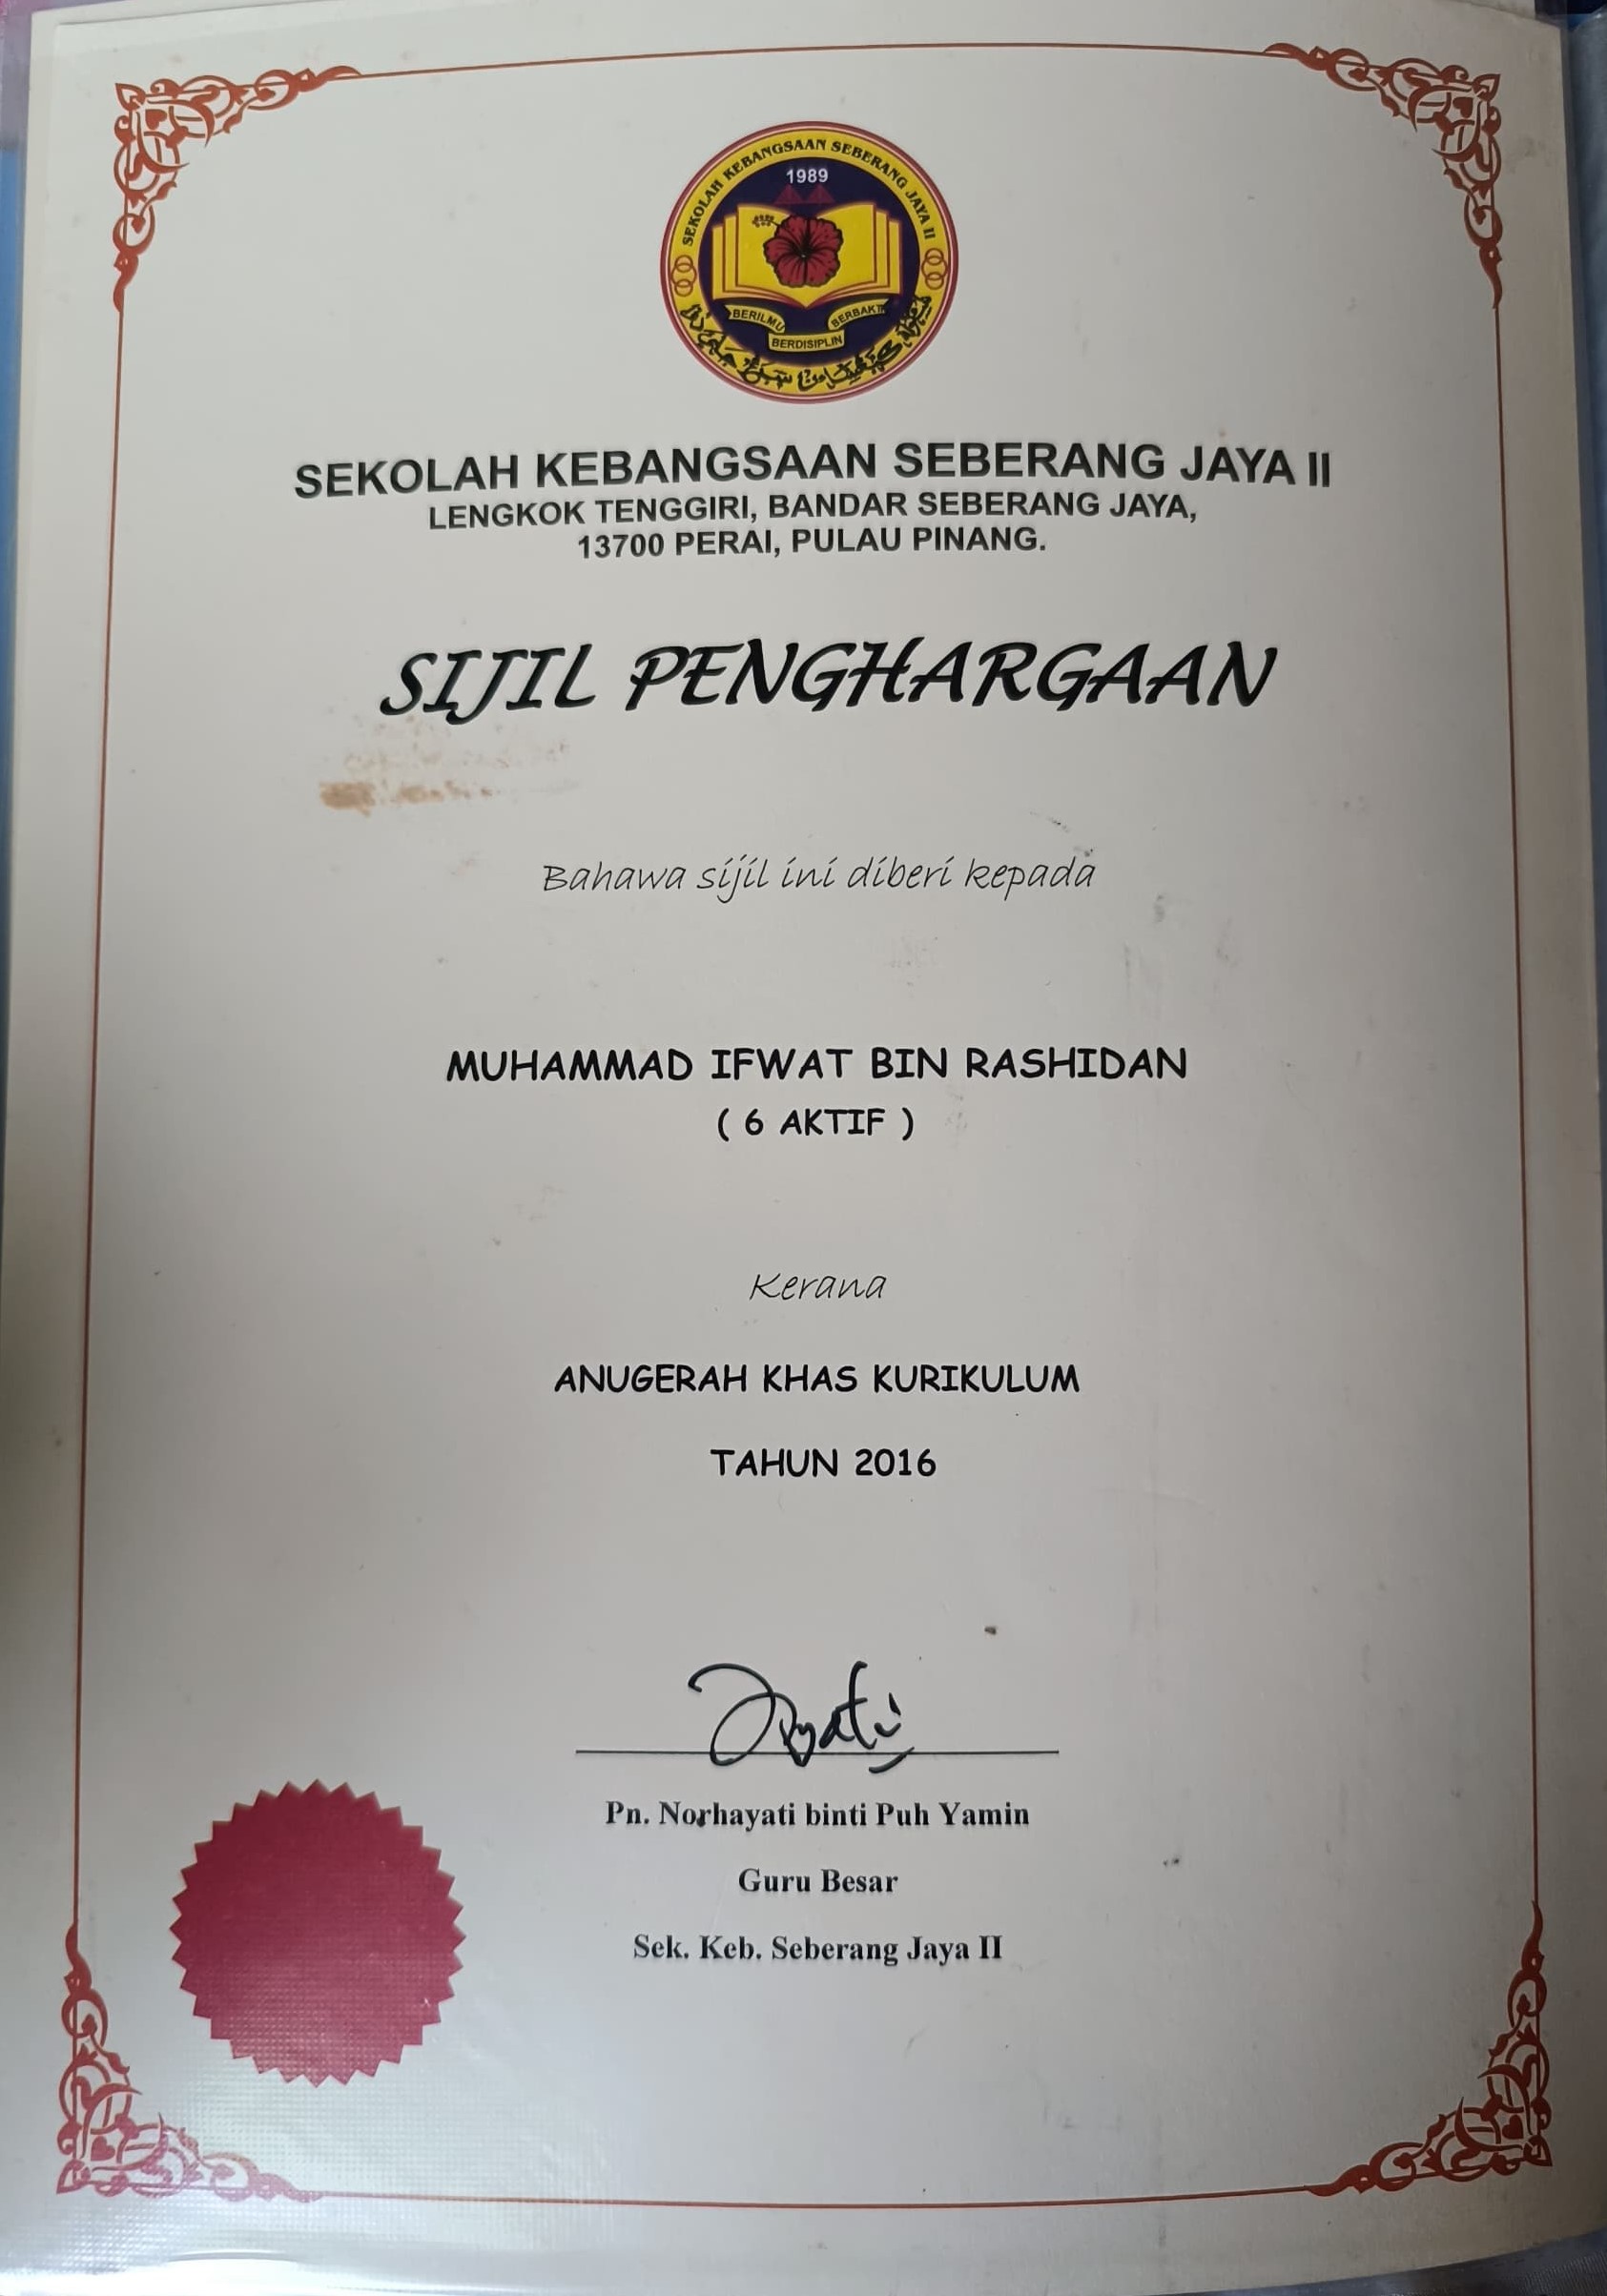 SEKOLAH KEBANGSAAN SEBERANG JAYA II
1989
BERILMU
BERDISIPLIN
BERBAKTI
SEKOLAH KEBANGSAAN SEBERANG JAYA II
LENGKOK TENGGIRI, BANDAR SEBERANG JAYA,
13700 PERAI, PULAU PINANG.
SIJIL PENGHARGAAN
Bahawa sijil ini diberi kepada
MUHAMMAD IFWAT BIN RASHIDAN
( 6 AKTIF )
Kerana
ANUGERAH KHAS KURIKULUM
TAHUN 2016
Pn. Norhayati binti Puh Yamin
Guru Besar
Sek. Keb. Seberang Jaya II